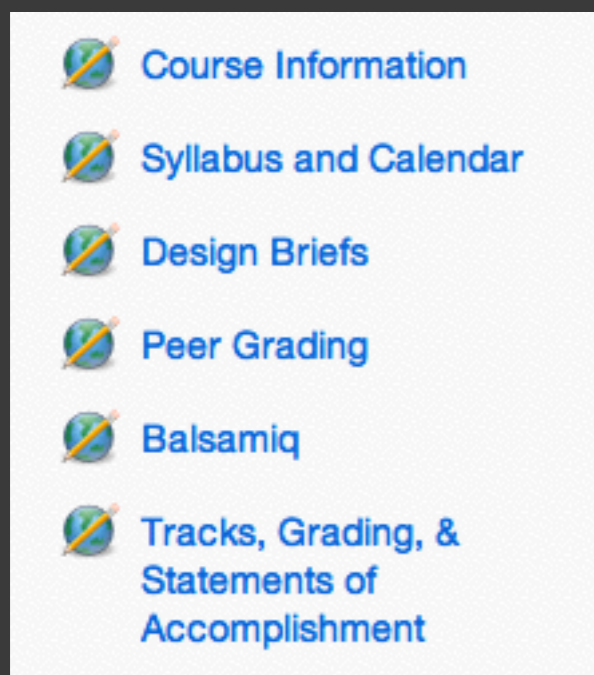 Course Information
Syllabus and Calendar
Design Briefs
Peer Grading
Balsamiq
Tracks, Grading, &
Statements of
Accomplishment